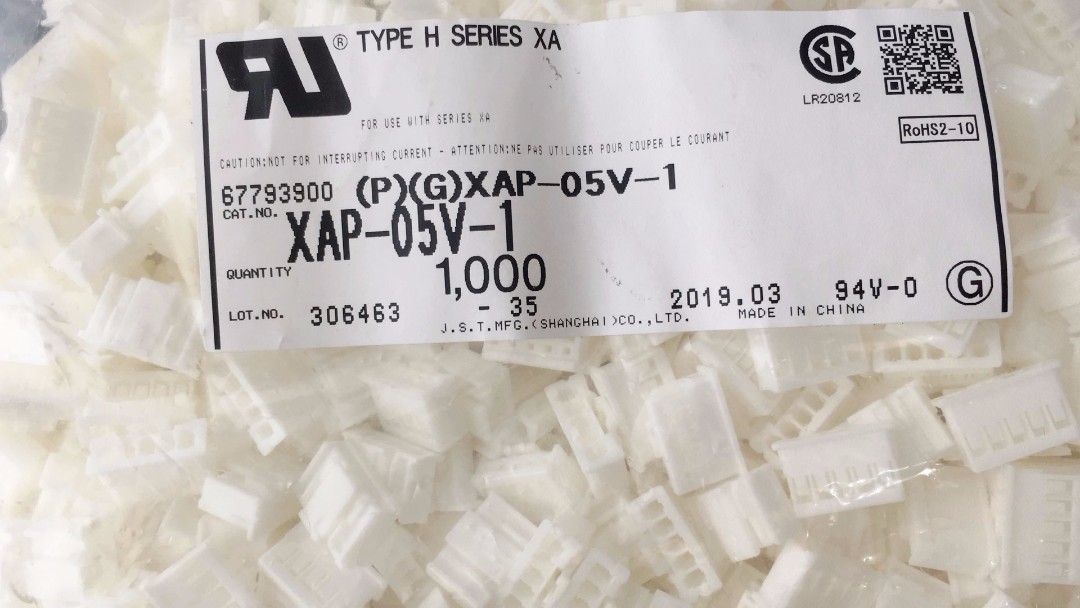 ® TYPE H SERIES XA
LR20812
FOR USE WITH SERIES XA
RoHS2-10
CAUTION:NOT FOR INTERRUPTING CURRENT - ATTENTION:NE PAS UTILISER POUR COUPER LE COURANT
67793900 (P)(G)XAP-05V-1
CAT.NO. XAP-05V-1
QUANTITY 1,000
LOT.NO. 306463 - 35 2019.03 94V-0 G
J.S.T.MFG.(SHANGHAI)CO.,LTD. MADE IN CHINA